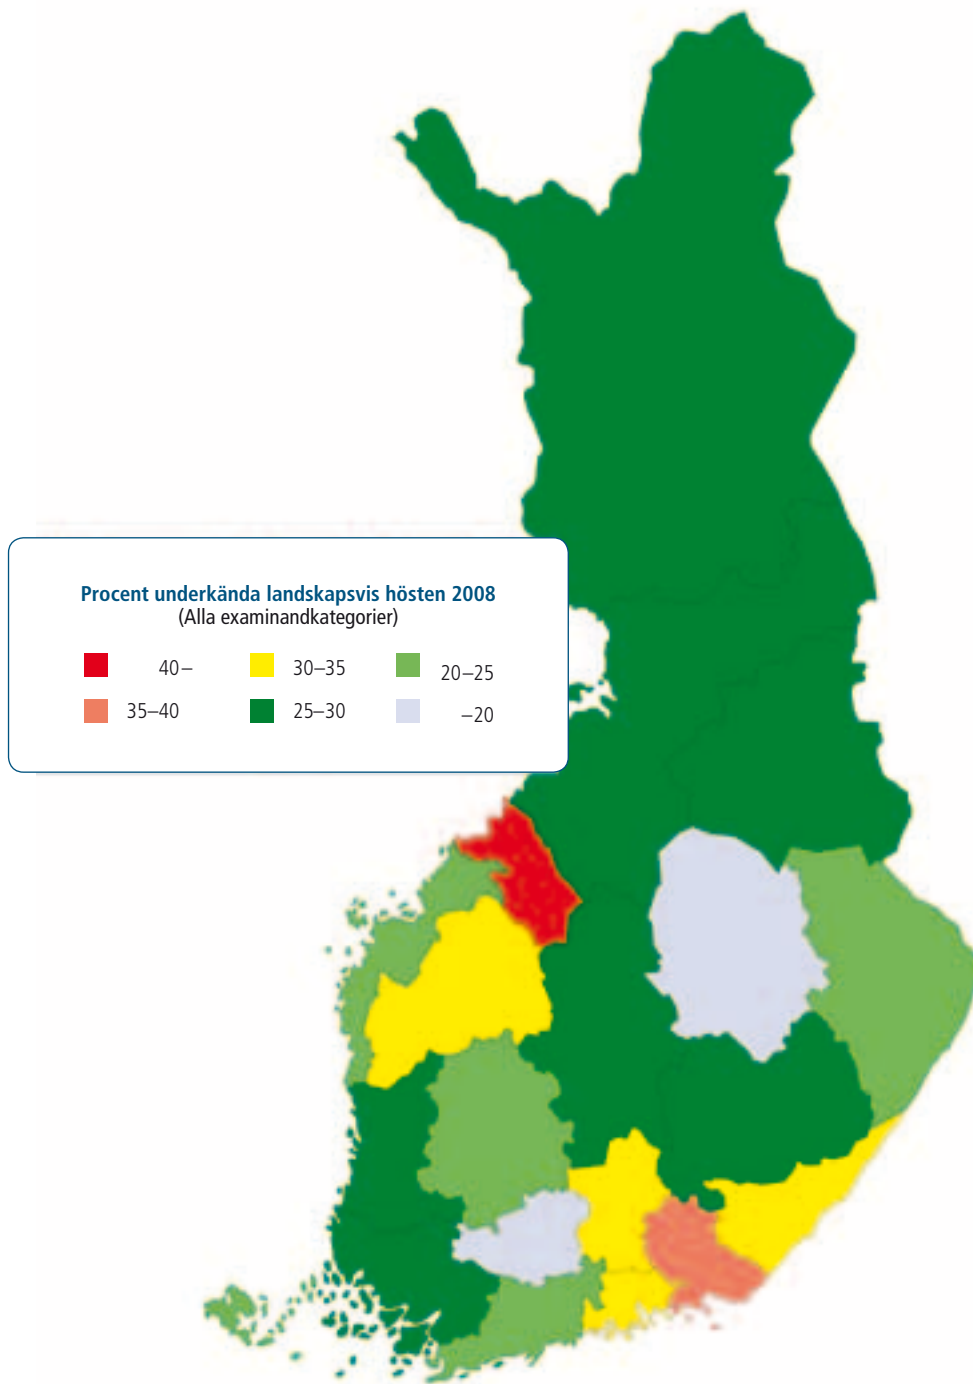 Procent underkända landskapsvis hösten 2008
(Alla examinandkategorier)
40– 30–35 20–25
35–40 25–30 –20